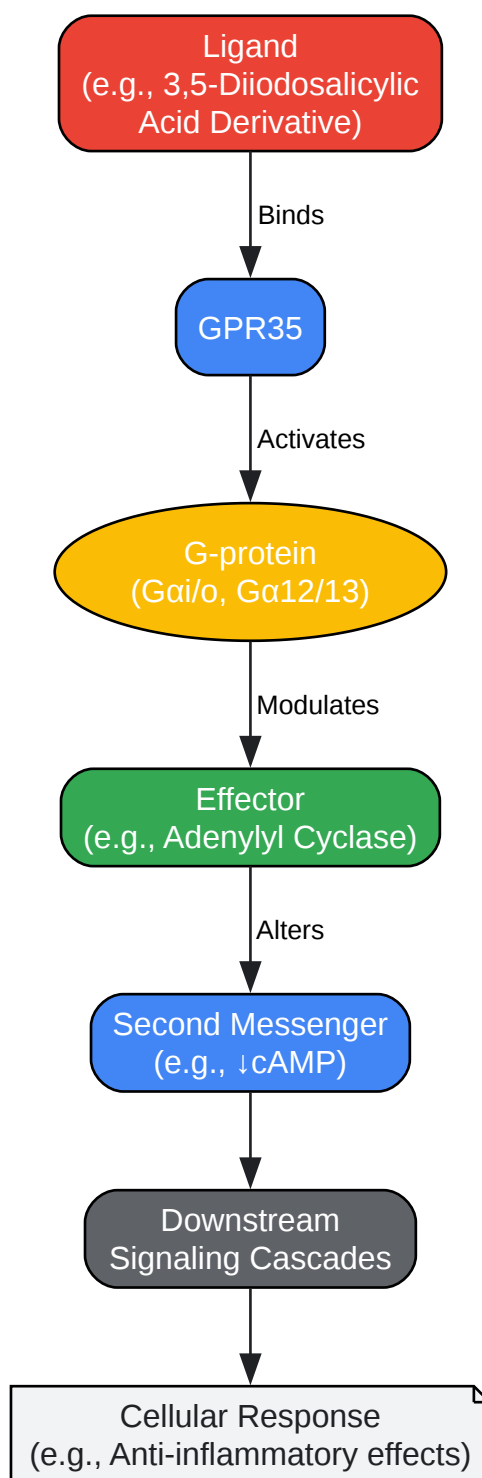 Ligand
(e.g., 3,5-Diiodosalicylic
Acid Derivative)
Binds
GPR35
Activates
G-protein
(Gαi/o, Gα12/13)
Modulates
Effector
(e.g., Adenylyl Cyclase)
Alters
Second Messenger
(e.g., ↓cAMP)
Downstream
Signaling Cascades
Cellular Response
(e.g., Anti-inflammatory effects)